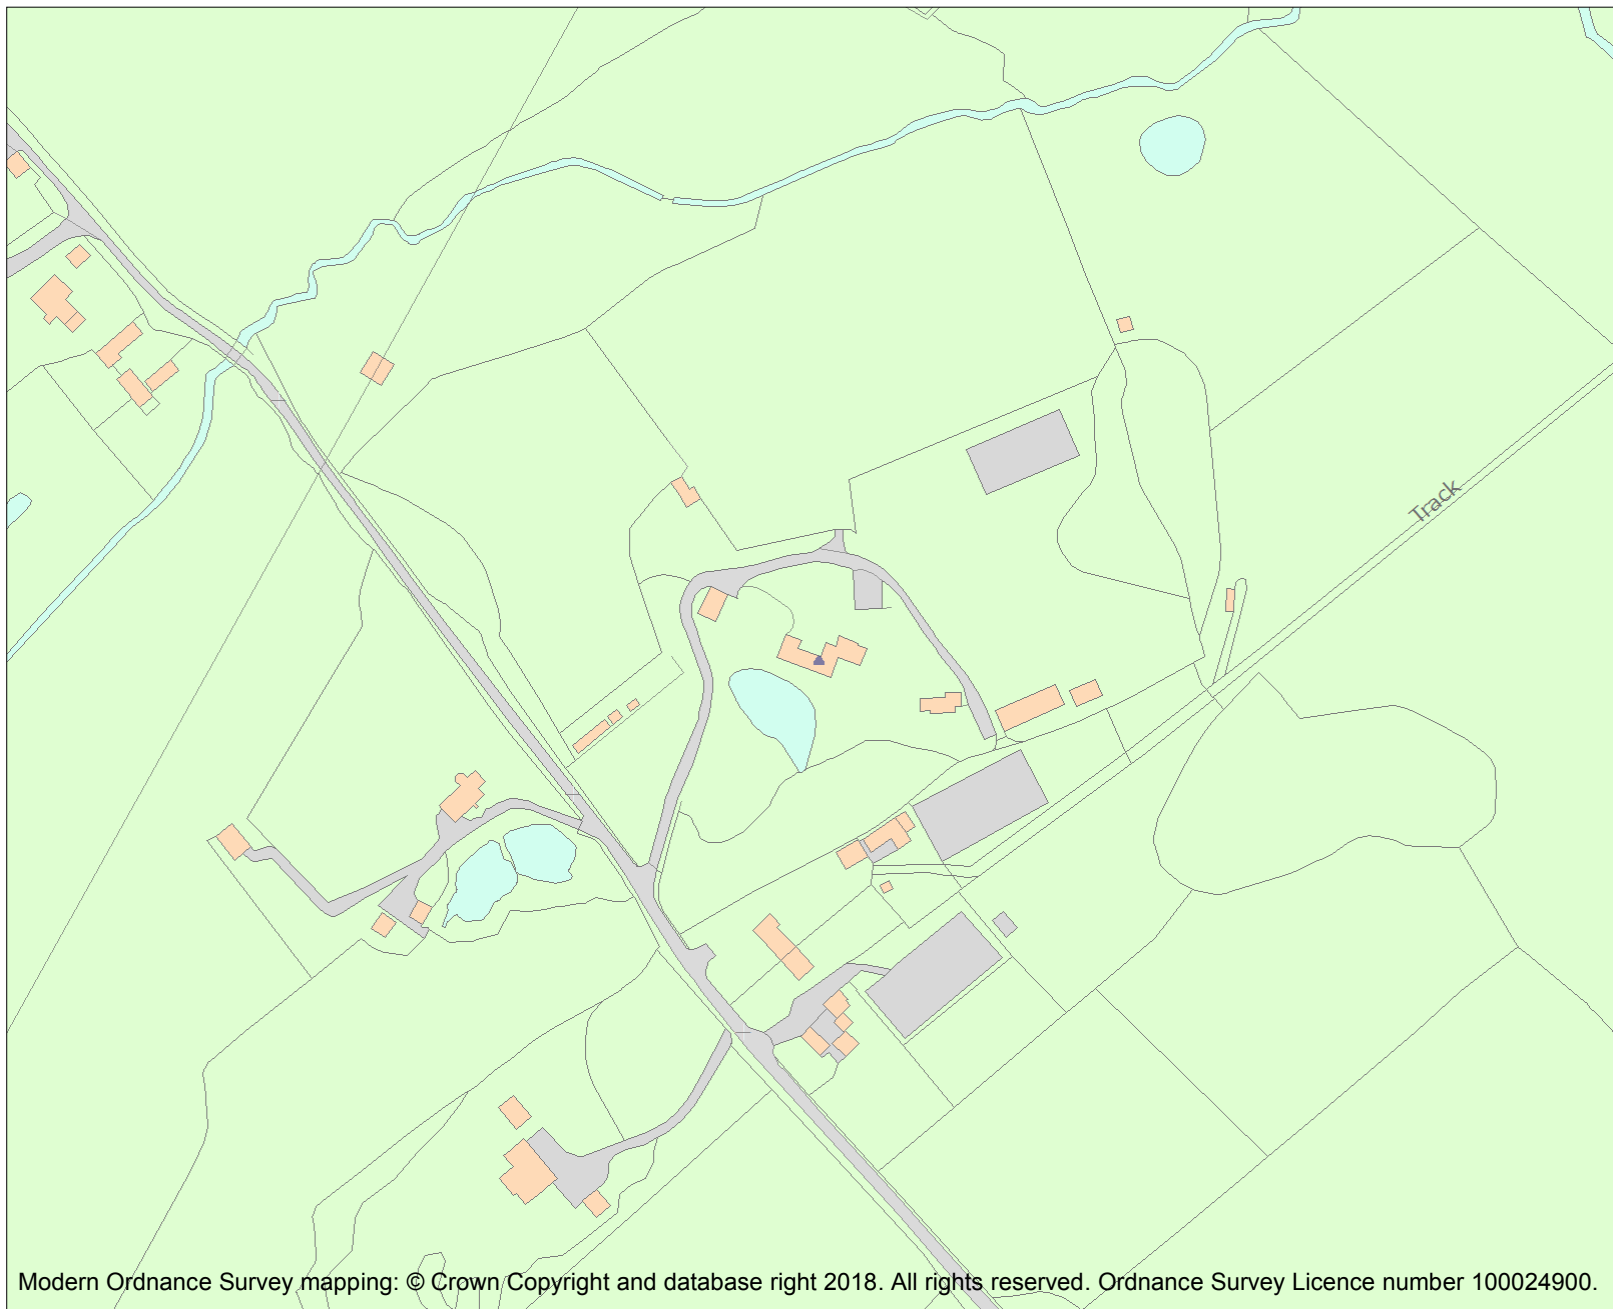 Track
Modern Ordnance Survey mapping: © Crown Copyright and database right 2018. All rights reserved. Ordnance Survey Licence number 100024900.